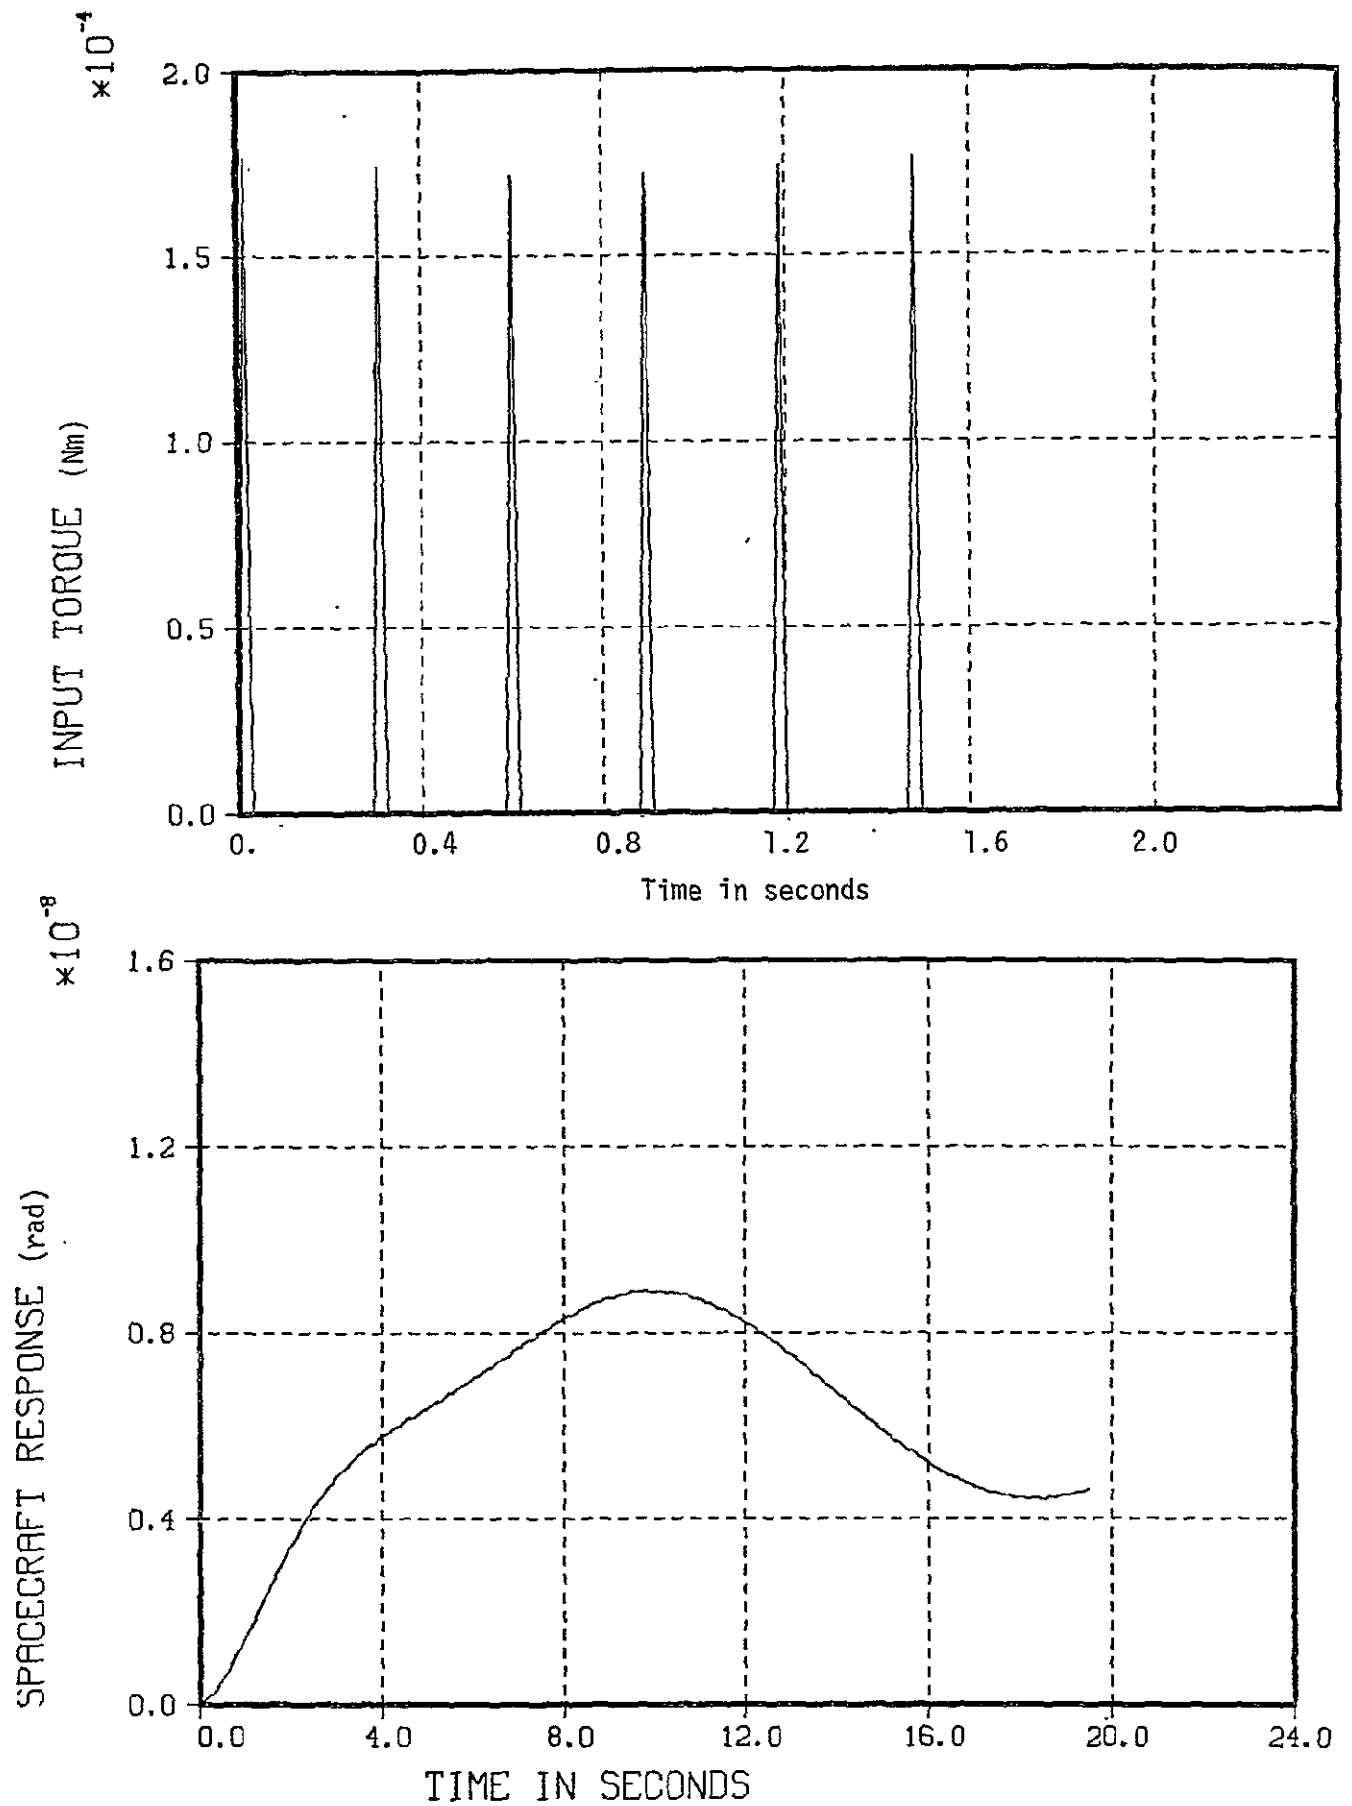 *10-4
2.0
1.5
1.0
0.5
0.0
INPUT TORQUE (Nm)
0. 0.4 0.8 1.2 1.6 2.0
Time in seconds
*10-8
1.6
1.2
0.8
0.4
0.0
SPACECRAFT RESPONSE (rad)
0.0 4.0 8.0 12.0 16.0 20.0 24.0
TIME IN SECONDS